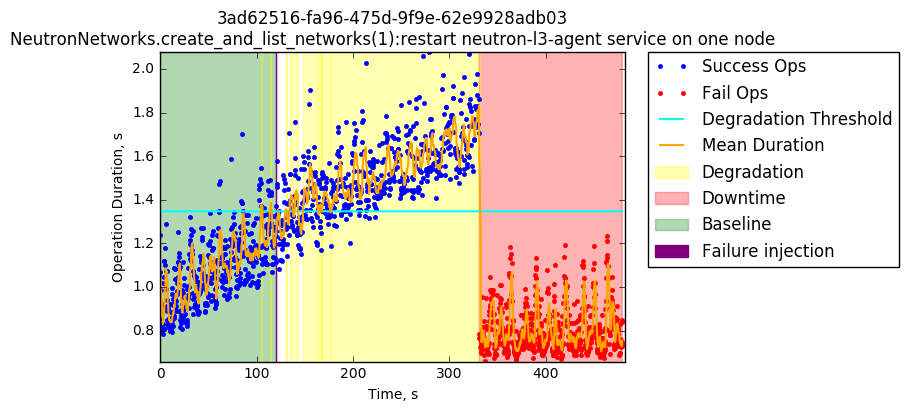 3ad62516-fa96-475d-9f9e-62e9928adb03
NeutronNetworks.create_and_list_networks(1):restart neutron-l3-agent service on one node
Operation Duration, s
2.0
1.8
1.6
1.4
1.2
1.0
0.8
0
100
200
300
400
Time, s
Success Ops
Fail Ops
Degradation Threshold
Mean Duration
Degradation
Downtime
Baseline
Failure injection